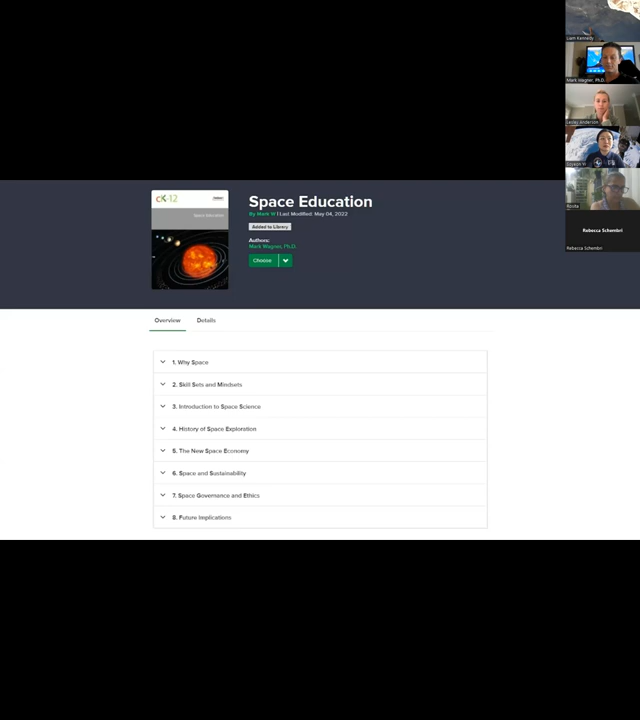 cK-12
Space Education
Space Education
By Mark W | Last Modified: May 04, 2022
Added to Library
Authors:
Mark Wagner, Ph.D.
Choose
Overview
Details
1. Why Space
2. Skill Sets and Mindsets
3. Introduction to Space Science
4. History of Space Exploration
5. The New Space Economy
6. Space and Sustainability
7. Space Governance and Ethics
8. Future Implications
Liam Kennedy
Mark Wagner, Ph.D.
Anderson
Rebecca Schembri
Rebecca Schembri